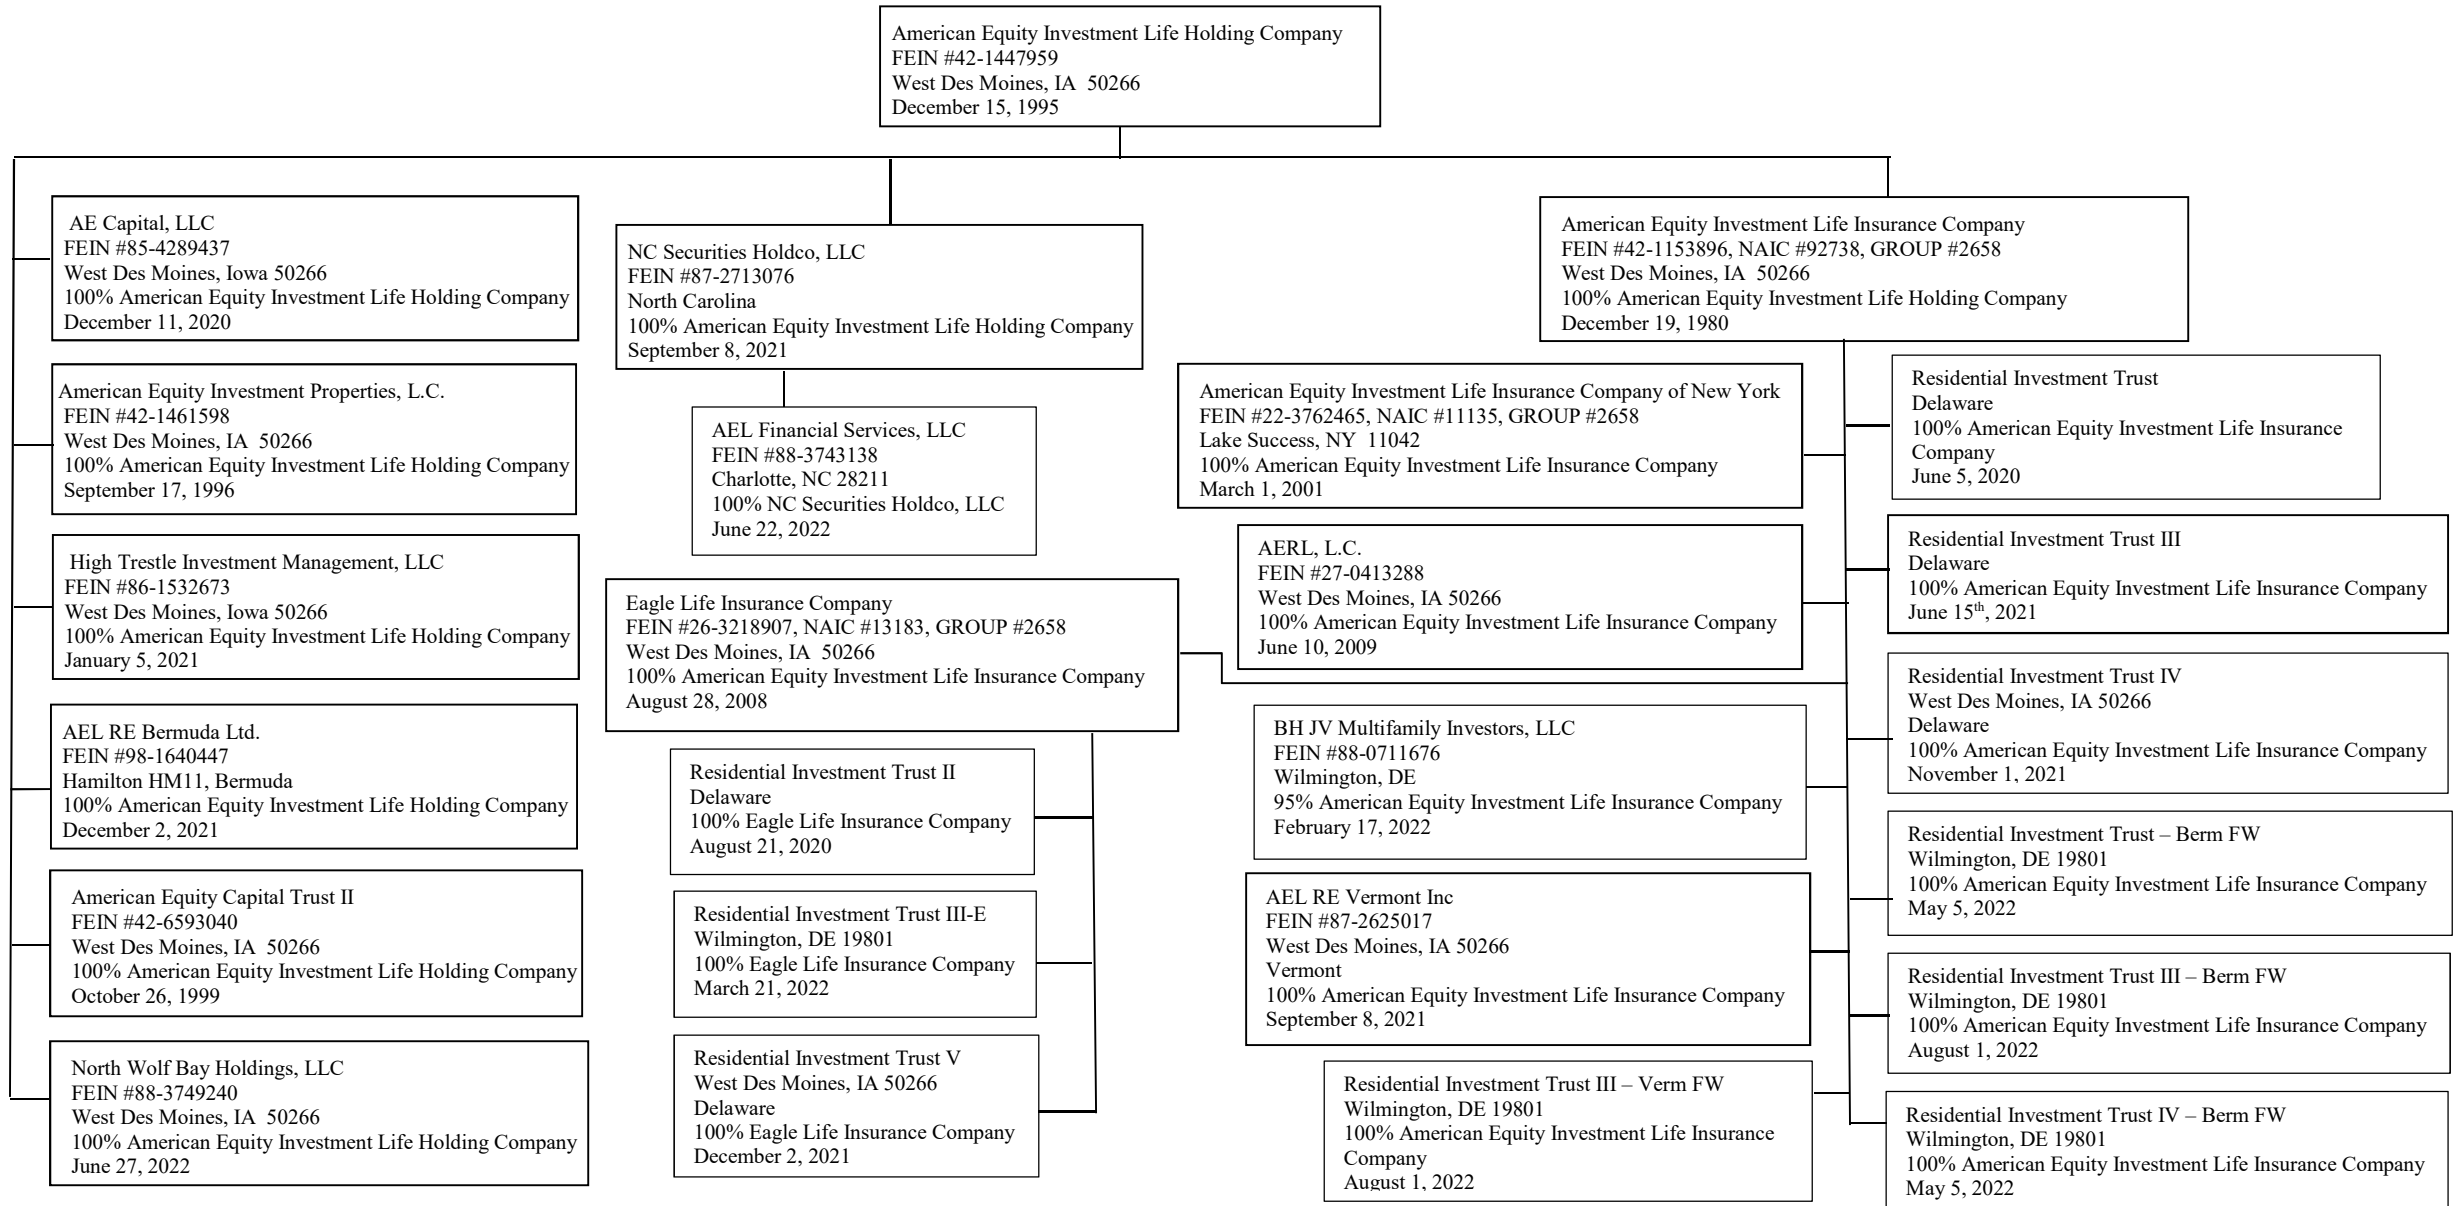 American Equity Investment Life Holding Company
FEIN #42-1447959
West Des Moines, IA  50266
December 15, 1995
AE Capital, LLC
FEIN #85-4289437
West Des Moines, Iowa 50266
100% American Equity Investment Life Holding Company
December 11, 2020
American Equity Investment Properties, L.C.
FEIN #42-1461598
West Des Moines, IA  50266
100% American Equity Investment Life Holding Company
September 17, 1996
High Trestle Investment Management, LLC
FEIN #86-1532673
West Des Moines, Iowa 50266
100% American Equity Investment Life Holding Company
January 5, 2021
AEL RE Bermuda Ltd.
FEIN #98-1640447
Hamilton HM11, Bermuda
100% American Equity Investment Life Holding Company
December 2, 2021
American Equity Capital Trust II
FEIN #42-6593040
West Des Moines, IA  50266
100% American Equity Investment Life Holding Company
October 26, 1999
North Wolf Bay Holdings, LLC
FEIN #88-3749240
West Des Moines, IA  50266
100% American Equity Investment Life Holding Company
June 27, 2022
NC Securities Holdco, LLC
FEIN #87-2713076
North Carolina
100% American Equity Investment Life Holding Company
September 8, 2021
AEL Financial Services, LLC
FEIN #88-3743138
Charlotte, NC 28211
100% NC Securities Holdco, LLC
June 22, 2022
Eagle Life Insurance Company
FEIN #26-3218907, NAIC #13183, GROUP #2658
West Des Moines, IA  50266
100% American Equity Investment Life Insurance Company
August 28, 2008
Residential Investment Trust II
Delaware
100% Eagle Life Insurance Company
August 21, 2020
Residential Investment Trust III-E
Wilmington, DE 19801
100% Eagle Life Insurance Company
March 21, 2022
Residential Investment Trust V
West Des Moines, IA 50266
Delaware
100% Eagle Life Insurance Company
December 2, 2021
American Equity Investment Life Insurance Company
FEIN #42-1153896, NAIC #92738, GROUP #2658
West Des Moines, IA  50266
100% American Equity Investment Life Holding Company
December 19, 1980
American Equity Investment Life Insurance Company of New York
FEIN #22-3762465, NAIC #11135, GROUP #2658
Lake Success, NY  11042
100% American Equity Investment Life Insurance Company
March 1, 2001
AERL, L.C.
FEIN #27-0413288
West Des Moines, IA 50266
100% American Equity Investment Life Insurance Company
June 10, 2009
BH JV Multifamily Investors, LLC
FEIN #88-0711676
Wilmington, DE
95% American Equity Investment Life Insurance Company
February 17, 2022
AEL RE Vermont Inc
FEIN #87-2625017
West Des Moines, IA 50266
Vermont
100% American Equity Investment Life Insurance Company
September 8, 2021
Residential Investment Trust III – Verm FW
Wilmington, DE 19801
100% American Equity Investment Life Insurance
Company
August 1, 2022
Residential Investment Trust
Delaware
100% American Equity Investment Life Insurance
Company
June 5, 2020
Residential Investment Trust III
Delaware
100% American Equity Investment Life Insurance Company
June 15th, 2021
Residential Investment Trust IV
West Des Moines, IA 50266
Delaware
100% American Equity Investment Life Insurance Company
November 1, 2021
Residential Investment Trust – Berm FW
Wilmington, DE 19801
100% American Equity Investment Life Insurance Company
May 5, 2022
Residential Investment Trust III – Berm FW
Wilmington, DE 19801
100% American Equity Investment Life Insurance Company
August 1, 2022
Residential Investment Trust IV – Berm FW
Wilmington, DE 19801
100% American Equity Investment Life Insurance Company
May 5, 2022